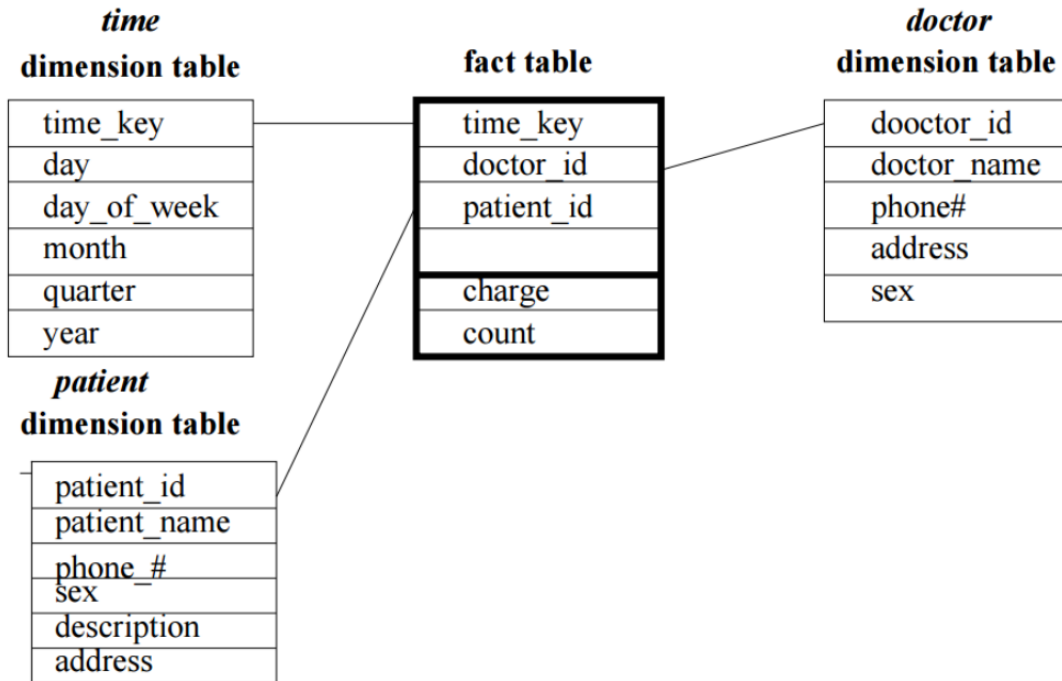 time
dimension table
time_key
day
day_of_week
month
quarter
year
fact table
time_key
doctor_id
patient_id
charge
count
doctor
dimension table
dooctor_id
doctor_name
phone#
address
sex
patient
dimension table
patient_id
patient_name
phone_#
sex
description
address